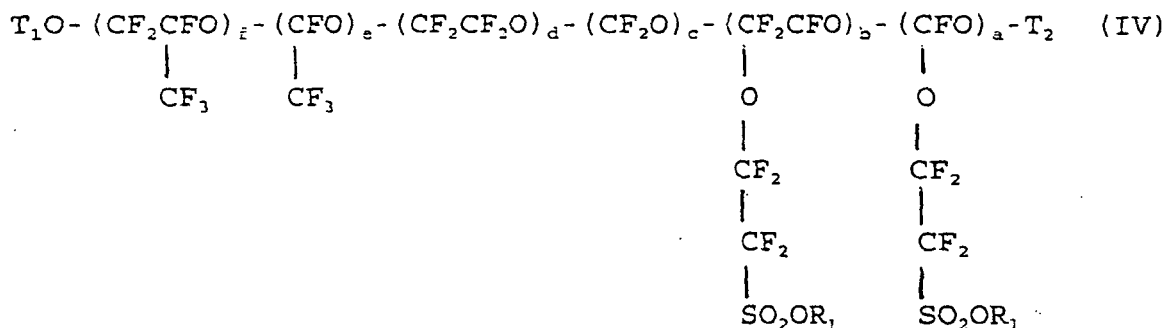 T₁O-(CF₂CFO)f-(CFO)e-(CF₂CF₂O)d-(CF₂O)c-(CF₂CFO)b-(CFO)a-T₂ (IV)
CF₃ CF₃ O O
CF₂ CF₂
CF₂ CF₂
SO₂OR₁ SO₂OR₁